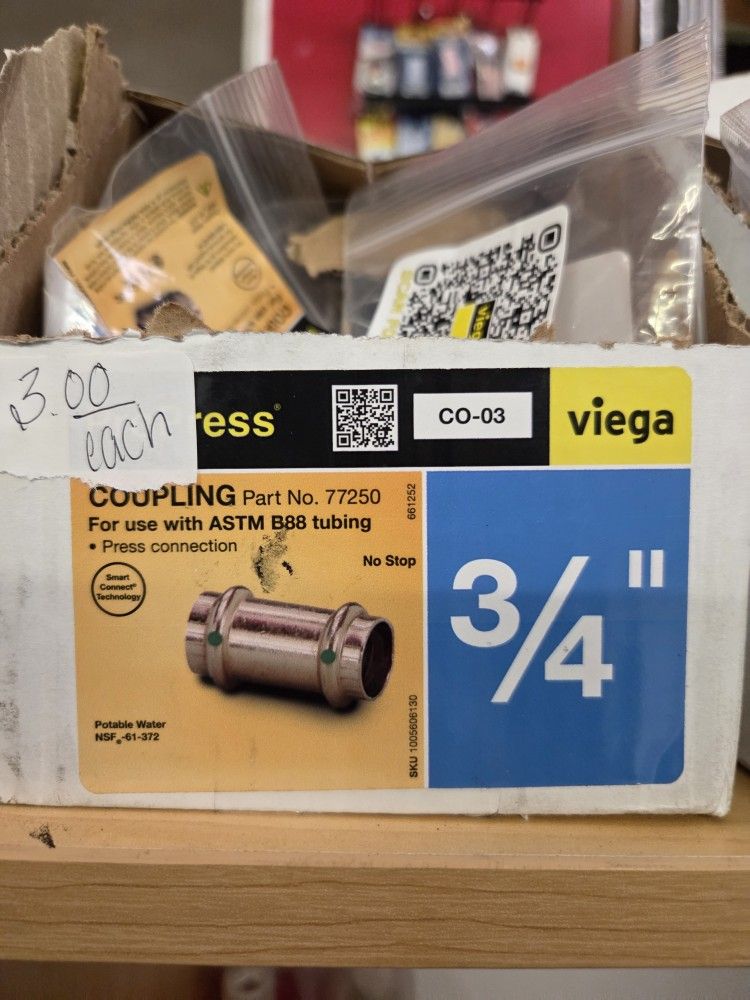 3.00
each
ress®
CO-03
viega
COUPLING Part No. 77250
For use with ASTM B88 tubing
• Press connection
No Stop
661252
Smart
Connect®
Technology
3/4"
Potable Water
NSF®-61-372
SKU 1005606130
viega